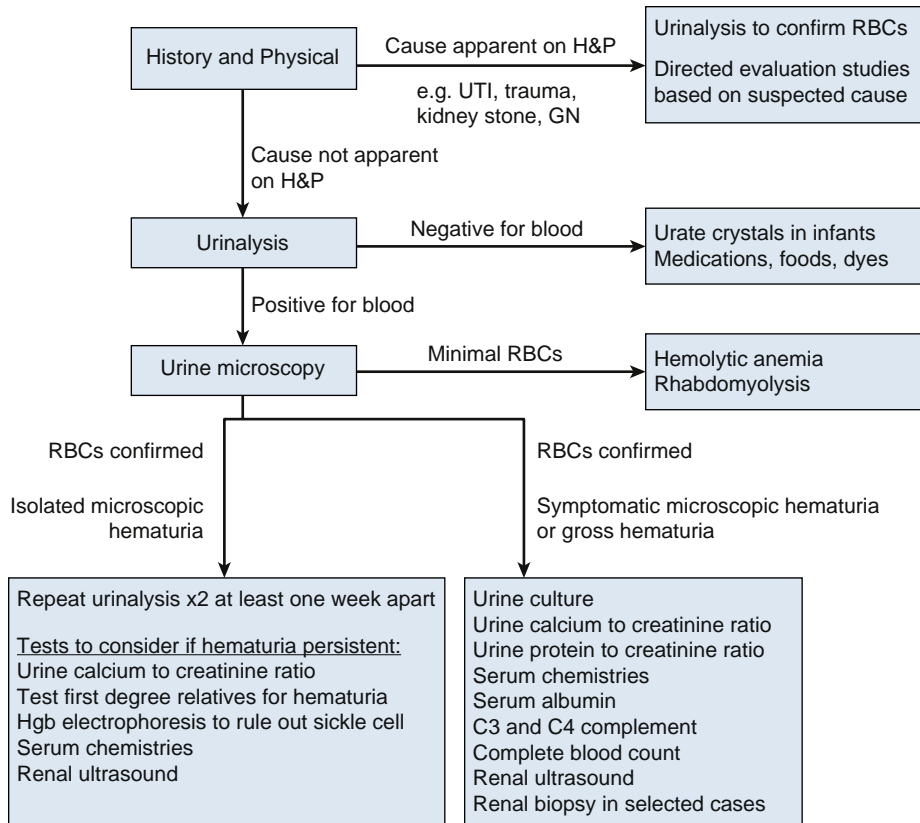 History and Physical
Cause apparent on H&P
e.g. UTI, trauma,
kidney stone, GN
Urinalysis to confirm RBCs
Directed evaluation studies
based on suspected cause
Cause not apparent
on H&P
Urinalysis
Negative for blood
Urate crystals in infants
Medications, foods, dyes
Positive for blood
Urine microscopy
Minimal RBCs
Hemolytic anemia
Rhabdomyolysis
RBCs confirmed
Isolated microscopic
hematuria
RBCs confirmed
Symptomatic microscopic hematuria
or gross hematuria
Repeat urinalysis x2 at least one week apart
Tests to consider if hematuria persistent:
Urine calcium to creatinine ratio
Test first degree relatives for hematuria
Hgb electrophoresis to rule out sickle cell
Serum chemistries
Renal ultrasound
Urine culture
Urine calcium to creatinine ratio
Urine protein to creatinine ratio
Serum chemistries
Serum albumin
C3 and C4 complement
Complete blood count
Renal ultrasound
Renal biopsy in selected cases